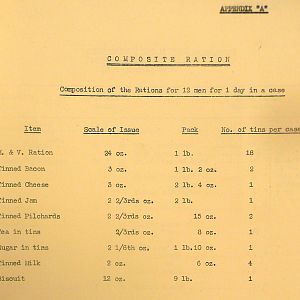 APPENDIX "A"
COMPOSITE RATION
Composition of the Rations for 12 men for 1 day in a case
Item Scale of Issue Pack No. of tins per case
M. & V. Ration 24 oz. 1 lb. 18
Tinned Bacon 3 oz. 1 lb. 2 oz. 2
Tinned Cheese 3 oz. 2 lb. 4 oz. 1
Tinned Jam 2 2/3rds oz. 2 lb. 1
Tinned Pilchards 2 2/3rds oz. 15 oz. 2
Tea in tins 2/3rds oz. 8 oz. 1
Sugar in tins 2 1/6th oz. 1 lb.10 oz. 1
Tinned Milk 2 oz. 6 oz. 4
Biscuit 12 oz. 9 lb. 1